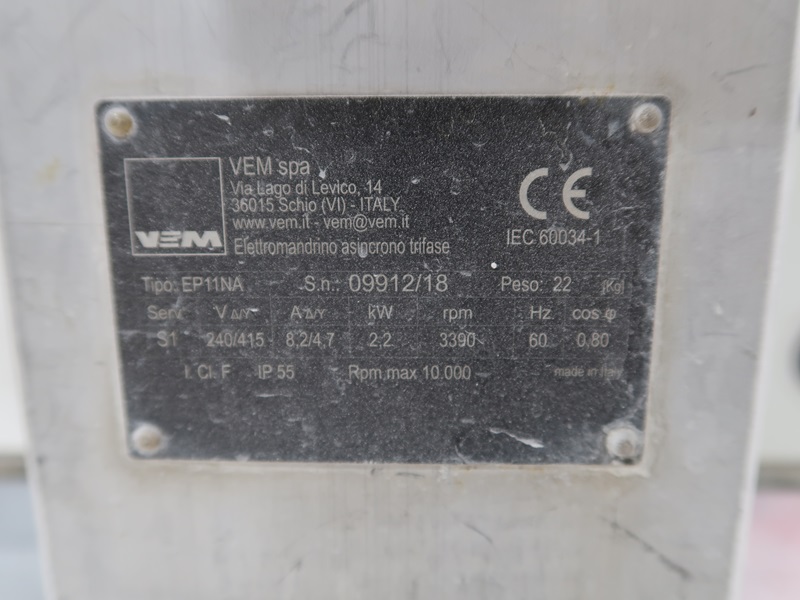 VEM
VEM spa
Via Lago di Levico, 14
36015 Schio (VI) - ITALY
www.vem.it - vem@vem.it
Elettromandrino asincrono trifase
CE
IEC 60034-1
Tipo: EP11NA S.n.: 09912/18 Peso: 22 [Kg]
Serv. V △/Y A △/Y kW rpm Hz cos φ
S1 240/415 8,2/4,7 2,2 3390 60 0,80
I. Cl. F IP 55 Rpm max 10.000 made in Italy